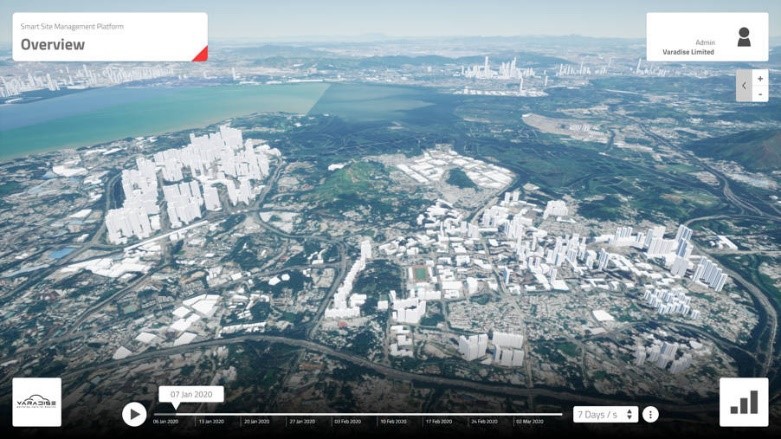 Smart Site Management Platform
Overview
Admin
Varadise Limited
+
-
VARADISE
07 Jan 2020
06 Jan 2020
13 Jan 2020
20 Jan 2020
27 Jan 2020
03 Feb 2020
10 Feb 2020
17 Feb 2020
24 Feb 2020
02 May 2020
7 Days / s